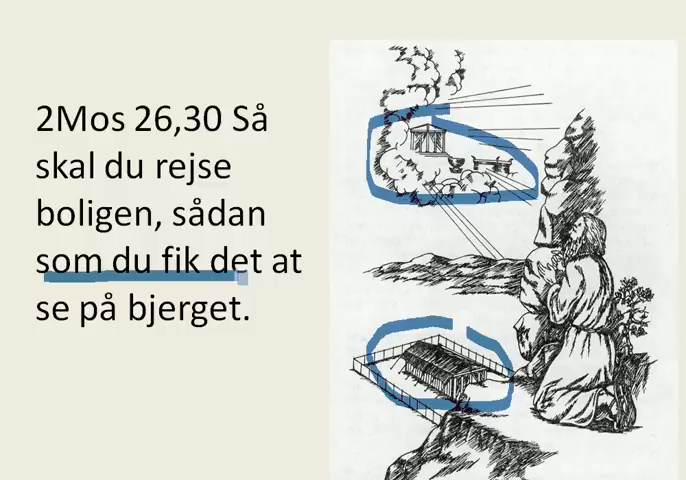 2Mos 26,30 Så
skal du rejse
boligen, sådan
som du fik det at
se på bjerget.